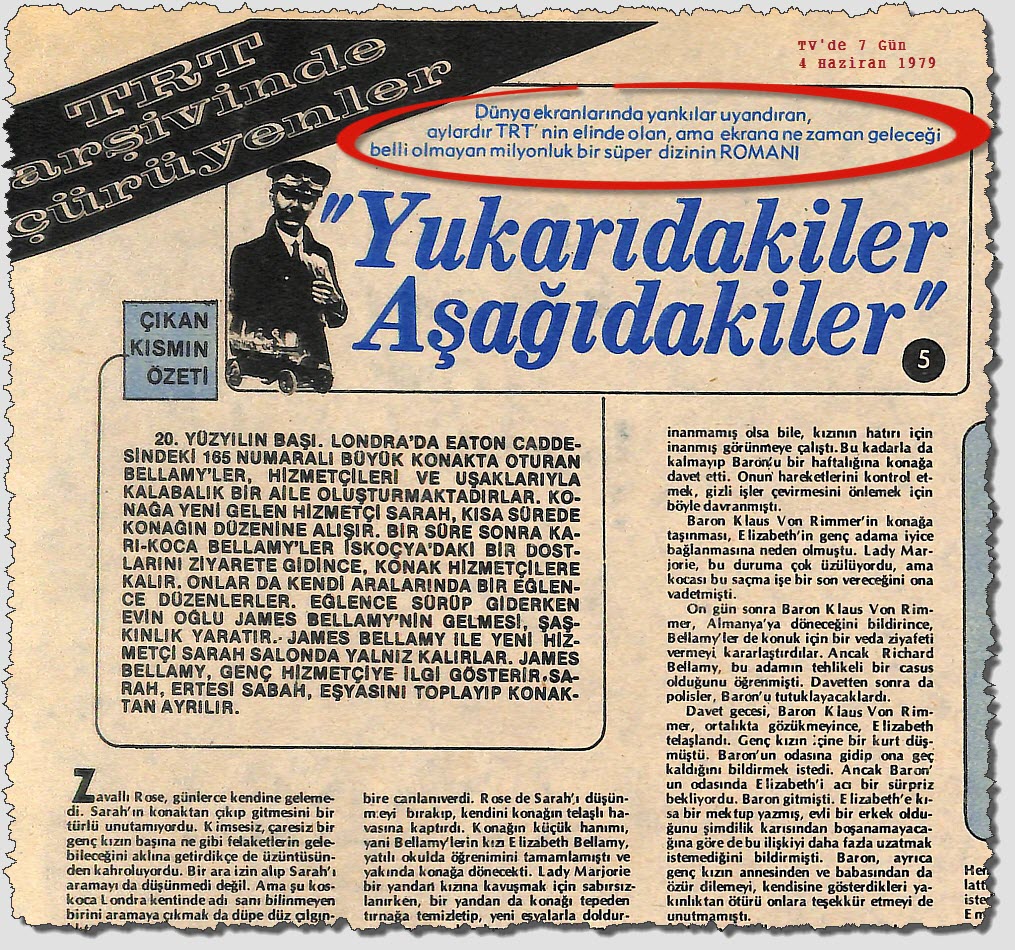 TRT
arşivinde
çürüyenler
TV'de 7 Gün
4 Haziran 1979
Dünya ekranlarında yankılar uyandıran,
aylardır TRT'nin elinde olan, ama ekrana ne zaman geleceği
belli olmayan milyonluk bir süper dizinin ROMANI
"Yukarıdakiler
Aşağıdakiler"
5
ÇIKAN
KISMIN
ÖZETİ
20. YÜZYILIN BAŞI. LONDRA'DA EATON CADDE-
SİNDEKİ 165 NUMARALI BÜYÜK KONAKTA OTURAN
BELLAMY'LER, HİZMETÇİLERİ VE UŞAKLARIYLA
KALABALIK BİR AİLE OLUŞTURMAKTADIRLAR. KO-
NAĞA YENİ GELEN HİZMETÇİ SARAH, KISA SÜREDE
KONAĞIN DÜZENİNE ALIŞIR. BİR SÜRE SONRA KA-
RI-KOCA BELLAMY'LER İSKOÇYA'DAKİ BİR DOST-
LARINI ZİYARETE GİDİNCE, KONAK HİZMETÇİLERE
KALIR. ONLAR DA KENDİ ARALARINDA BİR EĞLEN-
CE DÜZENLERLER. EĞLENCE SÜRÜP GİDERKEN
EVİN OĞLU JAMES BELLAMY'NİN GELMESİ, ŞAŞ-
KINLIK YARATIR. JAMES BELLAMY İLE YENİ HİZ-
METÇİ SARAH SALONDA YALNIZ KALIRLAR. JAMES
BELLAMY, GENÇ HİZMETÇİYE İLGİ GÖSTERİR. SA-
RAH, ERTESİ SABAH, EŞYASINI TOPLAYIP KONAK-
TAN AYRILIR.
Zavallı Rose, günlerce kendine geleme-
di. Sarah'ın konaktan çıkıp gitmesini bir
türlü unutamıyordu. Kimsesiz, çaresiz bir
genç kızın başına ne gibi felaketlerin gele-
bileceğini aklına getirdikçe de üzüntüsün-
den kahroluyordu. Bir ara izin alıp Sarah'ı
aramayı da düşünmedi değil. Ama şu kos-
koca Londra kentinde adı sanı bilinmeyen
birini aramaya çıkmak da düpe düz çılgın-
bire canlanıverdi. Rose de Sarah'ı düşün-
meyi bırakıp, kendini konağın telaşlı ha-
vasına kaptırdı. Konağın küçük hanımı,
yani Bellamy'lerin kızı Elizabeth Bellamy,
yatılı okulda öğrenimini tamamlamıştı ve
yakında konağa dönecekti. Lady Marjorie
bir yandan kızına kavuşmak için sabırsız-
lanırken, bir yandan da konağı tepeden
tırnağa temizletip, yeni eşyalarla doldur-
inanmamış olsa bile, kızının hatırı için
inanmış görünmeye çalıştı. Bu kadarla da
kalmayıp Baron'u bir haftalığına konağa
davet etti. Onun hareketlerini kontrol et-
mek, gizli işler çevirmesini önlemek için
böyle davranmıştı.
Baron Klaus Von Rimmer'in konağa
taşınması, Elizabeth'in genç adama iyice
bağlanmasına neden olmuştu. Lady Mar-
jorie, bu duruma çok üzülüyordu, ama
kocası bu saçma işe bir son vereceğini ona
vadetmişti.
On gün sonra Baron Klaus Von Rim-
mer, Almanya'ya döneceğini bildirince,
Bellamy'ler de konuk için bir veda ziyafeti
vermeyi kararlaştırdılar. Ancak Richard
Bellamy, bu adamın tehlikeli bir casus
olduğunu öğrenmişti. Davetten sonra da
polisler, Baron'u tutuklayacaklardı.
Davet gecesi, Baron Klaus Von Rim-
mer, ortalıkta gözükmeyince, Elizabeth
telaşlandı. Genç kızın içine bir kurt düş-
müştü. Baron'un odasına gidip ona geç
kaldığını bildirmek istedi. Ancak Baron'
un odasında Elizabeth'i acı bir sürpriz
bekliyordu. Baron gitmişti. Elizabeth'e kı-
sa bir mektup yazmış, evli bir erkek oldu-
ğunu şimdilik karısından boşanamayaca-
ğına göre de bu ilişkiyi daha fazla uzatmak
istemediğini bildirmişti. Baron, ayrıca
genç kızın annesinden ve babasından da
özür dilemeyi, kendisine gösterdikleri ya-
kınlıktan ötürü onlara teşekkür etmeyi de
unutmamıştı.